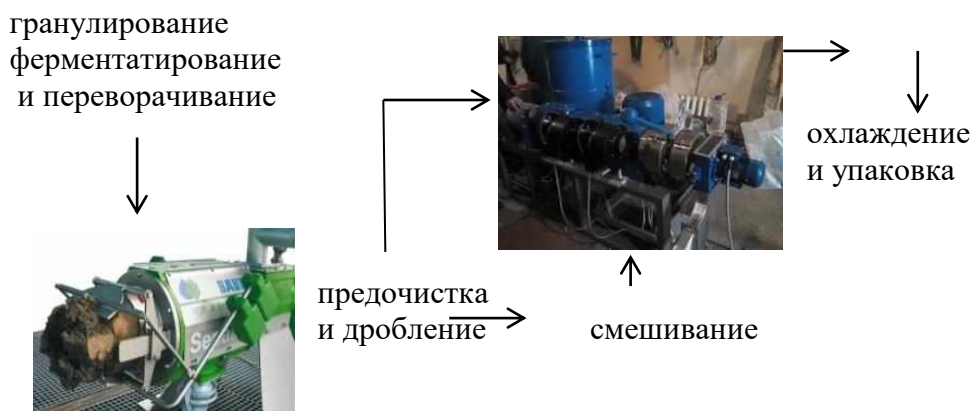 гранулирование
ферментатирование
и переворачивание
охлаждение
и упаковка
предочистка
и дробление
смешивание